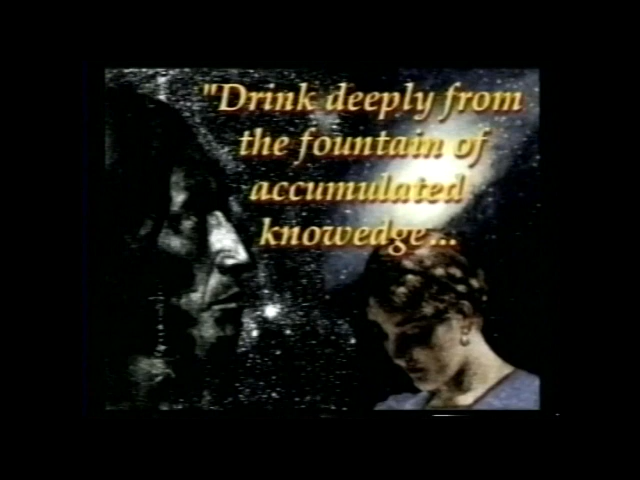 "Drink deeply from
the fountain of
accumulated
knowedge...